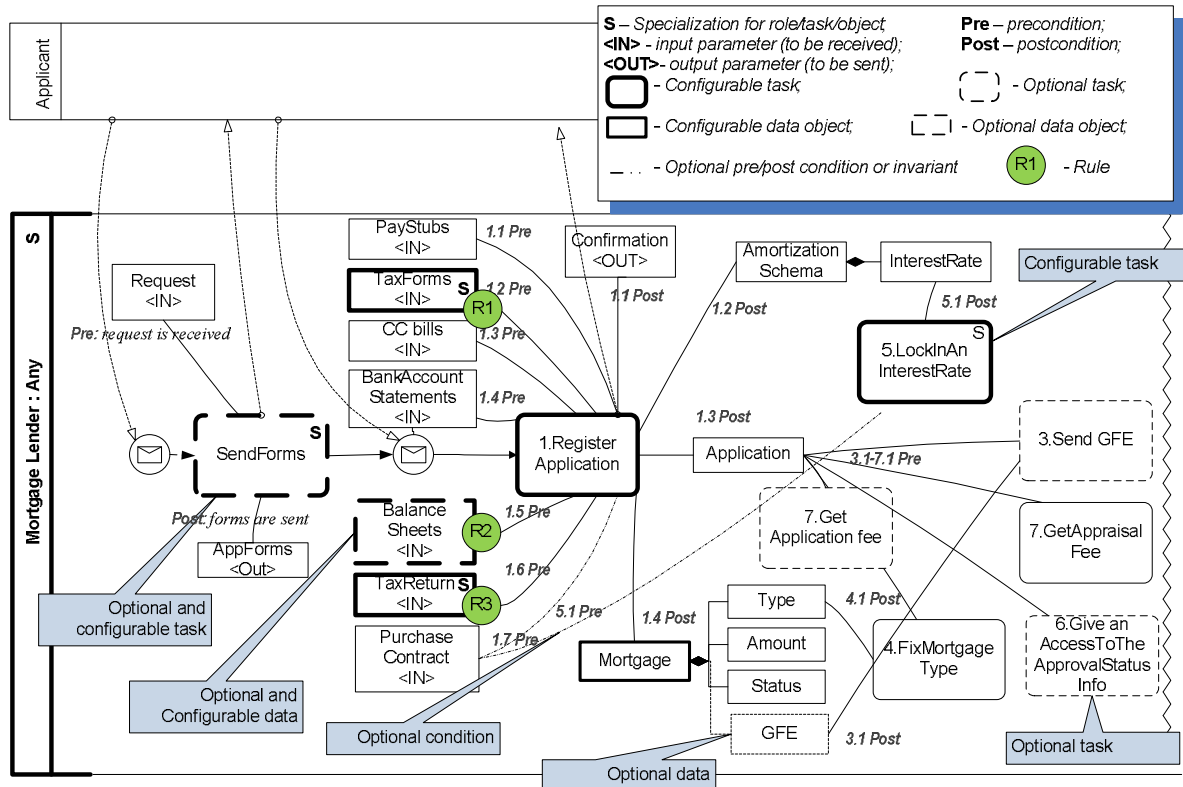 Applicant
S – Specialization for role/task/object;
<IN> - input parameter (to be received);
<OUT>- output parameter (to be sent);
Pre – precondition;
Post – postcondition;
- Configurable task;
- Optional task;
- Configurable data object;
- Optional data object;
- Optional pre/post condition or invariant
R1
- Rule
Mortgage Lender : Any
S
Request
<IN>
Pre: request is received
SendForms
S
Post: forms are sent
AppForms
<Out>
Optional and
configurable task
PayStubs
<IN>
1.1 Pre
TaxForms
<IN>
S
R1
1.2 Pre
CC bills
<IN>
1.3 Pre
BankAccount
Statements
<IN>
1.4 Pre
1.Register
Application
Balance
Sheets
<IN>
R2
1.5 Pre
TaxReturn
<IN>
S
R3
1.6 Pre
Purchase
Contract
<IN>
1.7 Pre
5.1 Pre
Optional and
Configurable data
Optional condition
Confirmation
<OUT>
1.1 Post
Amortization
Schema
1.2 Post
InterestRate
5.1 Post
Configurable task
5.LockInAn
InterestRate
S
1.3 Post
Application
3.1-7.1 Pre
3.Send GFE
7.Get
Application fee
7.GetAppraisal
Fee
1.4 Post
Mortgage
Type
Amount
Status
GFE
4.1 Post
4.FixMortgage
Type
6.Give an
AccessToThe
ApprovalStatus
Info
3.1 Post
Optional data
Optional task